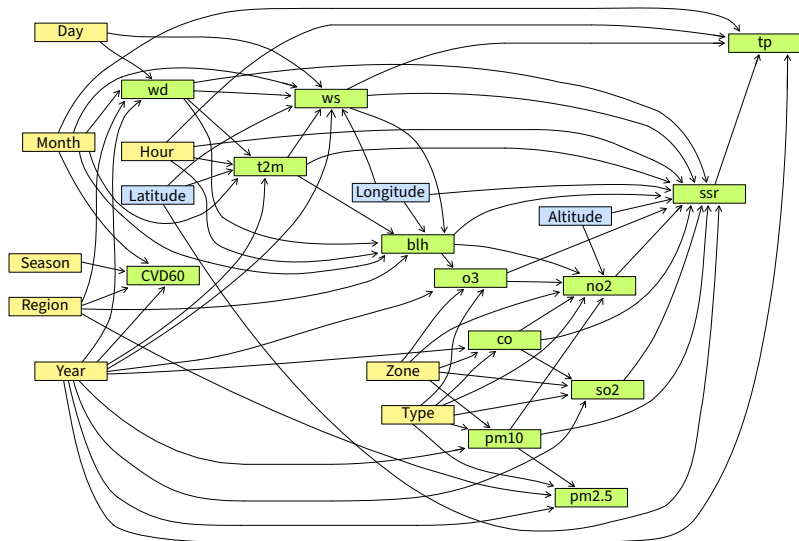 Day
tp
wd
ws
Month
Hour
t2m
Latitude
Longitude
ssr
Altitude
blh
Season
CVD60
o3
no2
Region
co
Year
Zone
so2
Type
pm10
pm2.5